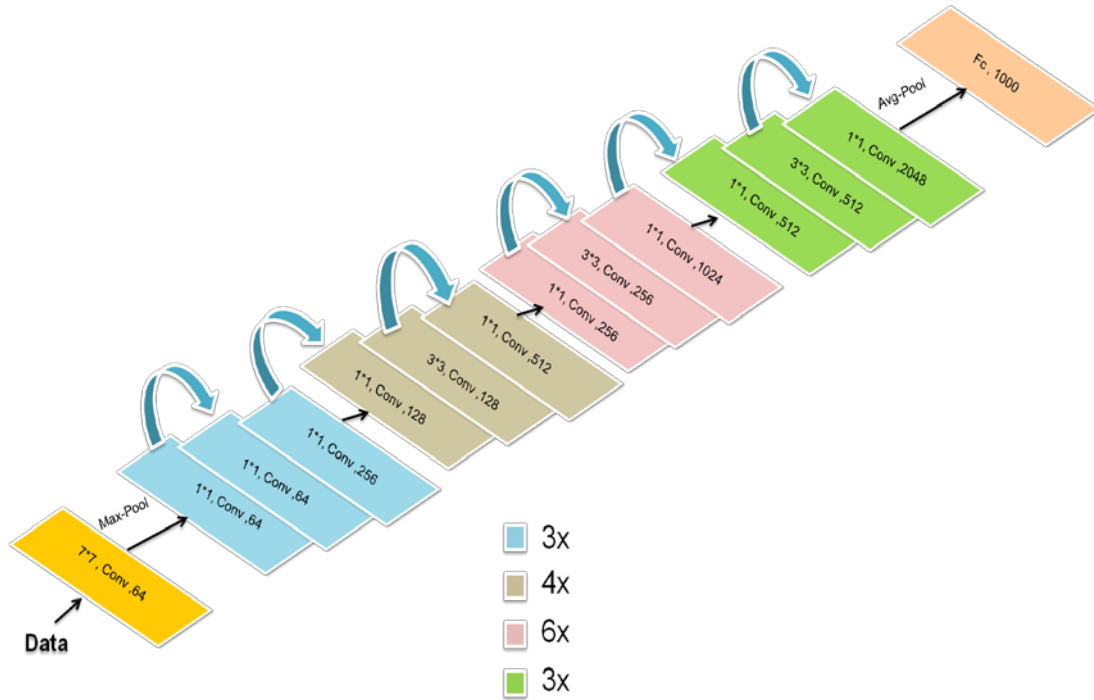 Data
7*7 , Conv ,64
Max-Pool
1*1, Conv ,64
1*1, Conv ,64
1*1, Conv ,256
1*1, Conv ,128
3*3, Conv ,128
1*1, Conv ,512
1*1, Conv ,256
3*3, Conv ,256
1*1, Conv ,1024
1*1, Conv ,512
3*3, Conv ,512
1*1, Conv ,2048
Avg-Pool
Fc , 1000
3x
4x
6x
3x